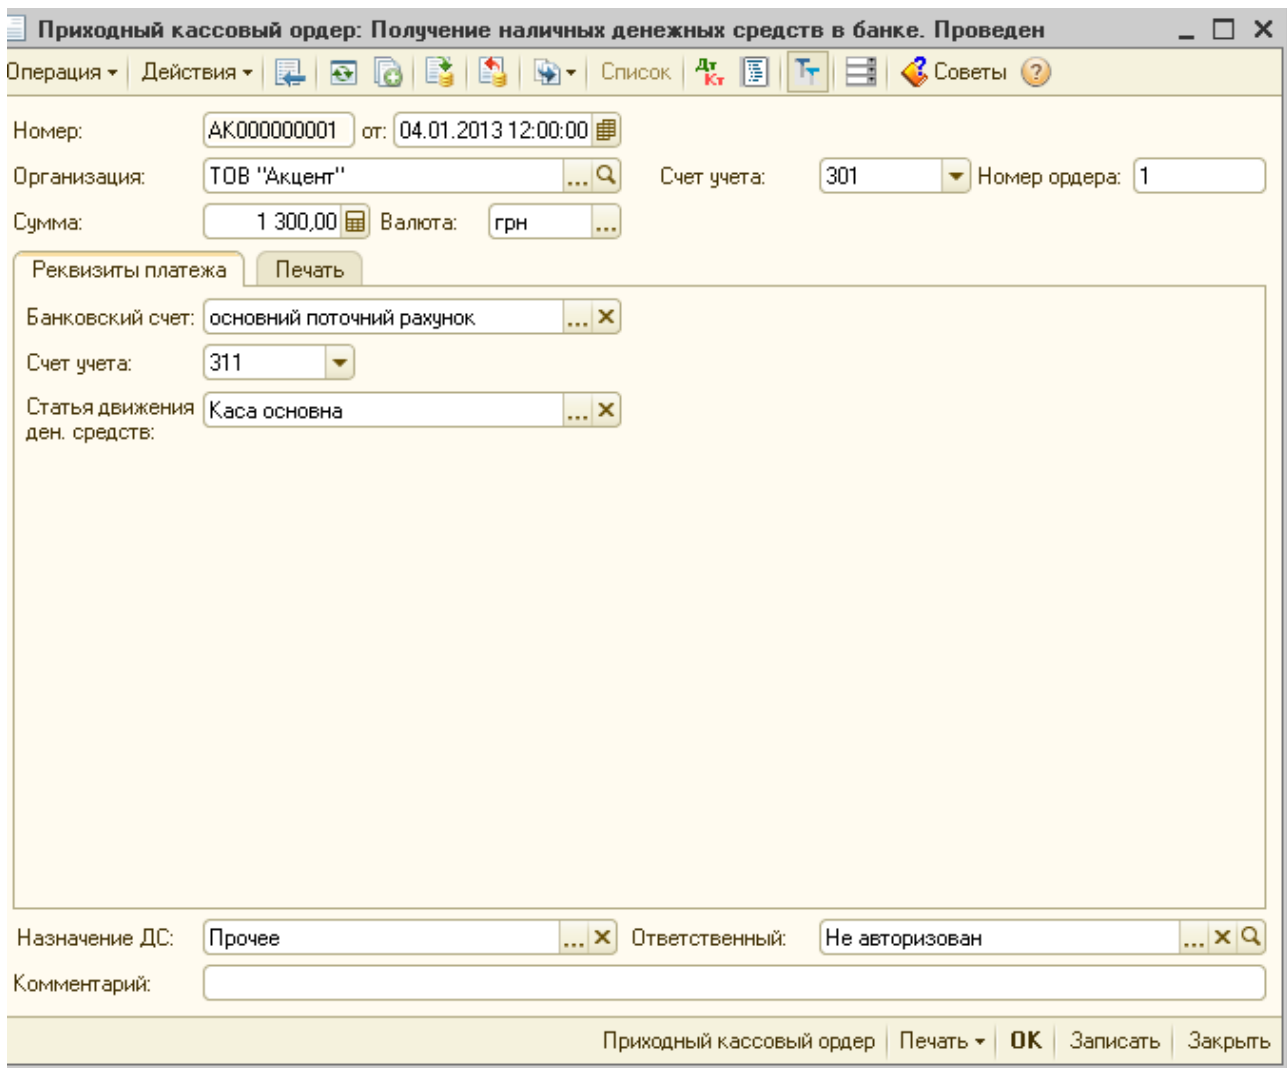 Приходный кассовый ордер: Получение наличных денежных средств в банке. Проведен
Операция Действия Список Дт Кт Советы ?
Номер: АК000000001 от: 04.01.2013 12:00:00
Организация: ТОВ "Акцент" ... Счет учета: 301 Номер ордера: 1
Сумма: 1 300,00 Валюта: грн ...
Реквизиты платежа Печать
Банковский счет: основний поточний рахунок ...
Счет учета: 311
Статья движения Каса основна ...
ден. средств:
Назначение ДС: Прочее ... Ответственный: Не авторизован ...
Комментарий:
Приходный кассовый ордер Печать ОК Записать Закрыть